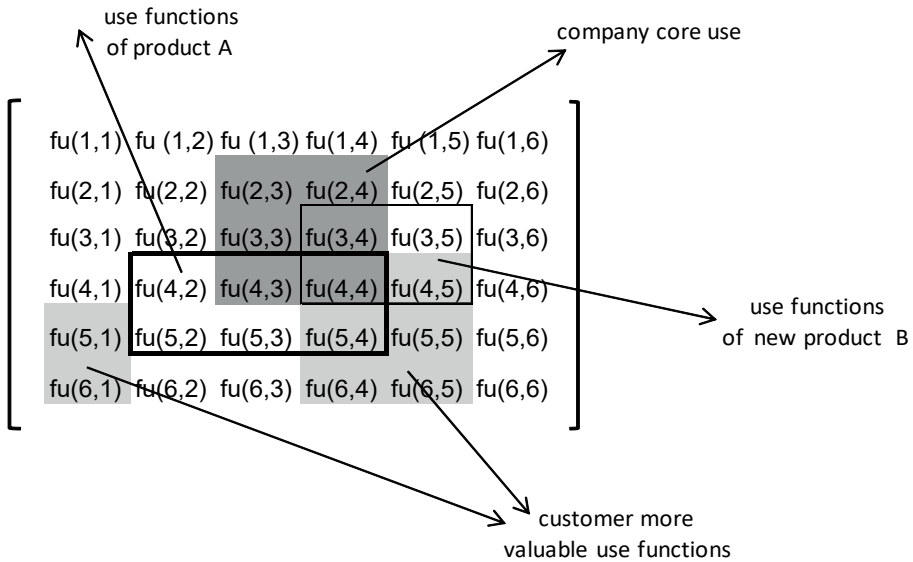 use functions
of product A
company core use
fu(1,1) fu (1,2) fu (1,3) fu(1,4) fu (1,5) fu(1,6)
fu(2,1) fu(2,2) fu(2,3) fu(2,4) fu(2,5) fu(2,6)
fu(3,1) fu(3,2) fu(3,3) fu(3,4) fu(3,5) fu(3,6)
fu(4,1) fu(4,2) fu(4,3) fu(4,4) fu(4,5) fu(4,6)
fu(5,1) fu(5,2) fu(5,3) fu(5,4) fu(5,5) fu(5,6)
fu(6,1) fu(6,2) fu(6,3) fu(6,4) fu(6,5) fu(6,6)
use functions
of new product B
customer more
valuable use functions